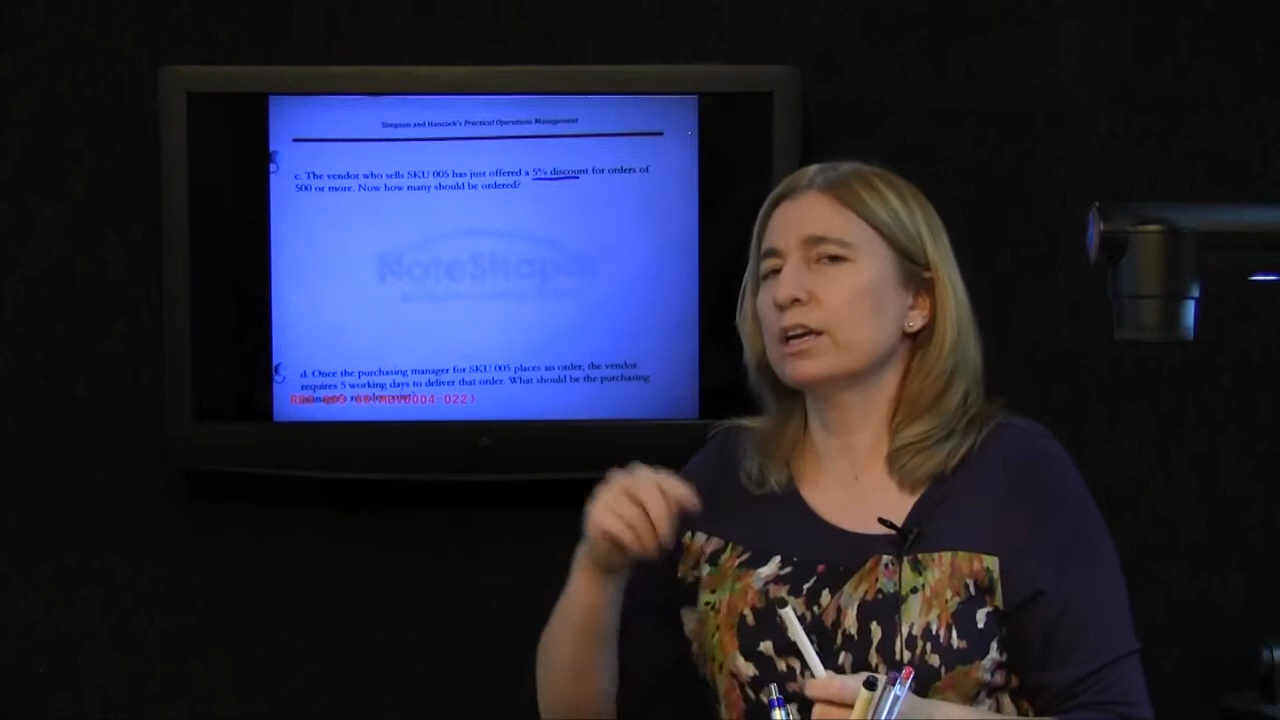 Simpson and Hancock's Practical Operations Management
c. The vendor who sells SKU 005 has just offered a 5% discount for orders of
500 or more. Now how many should be ordered?
NoteShaper
d. Once the purchasing manager for SKU 005 places an order, the vendor
requires 5 working days to deliver that order. What should be the purchasing